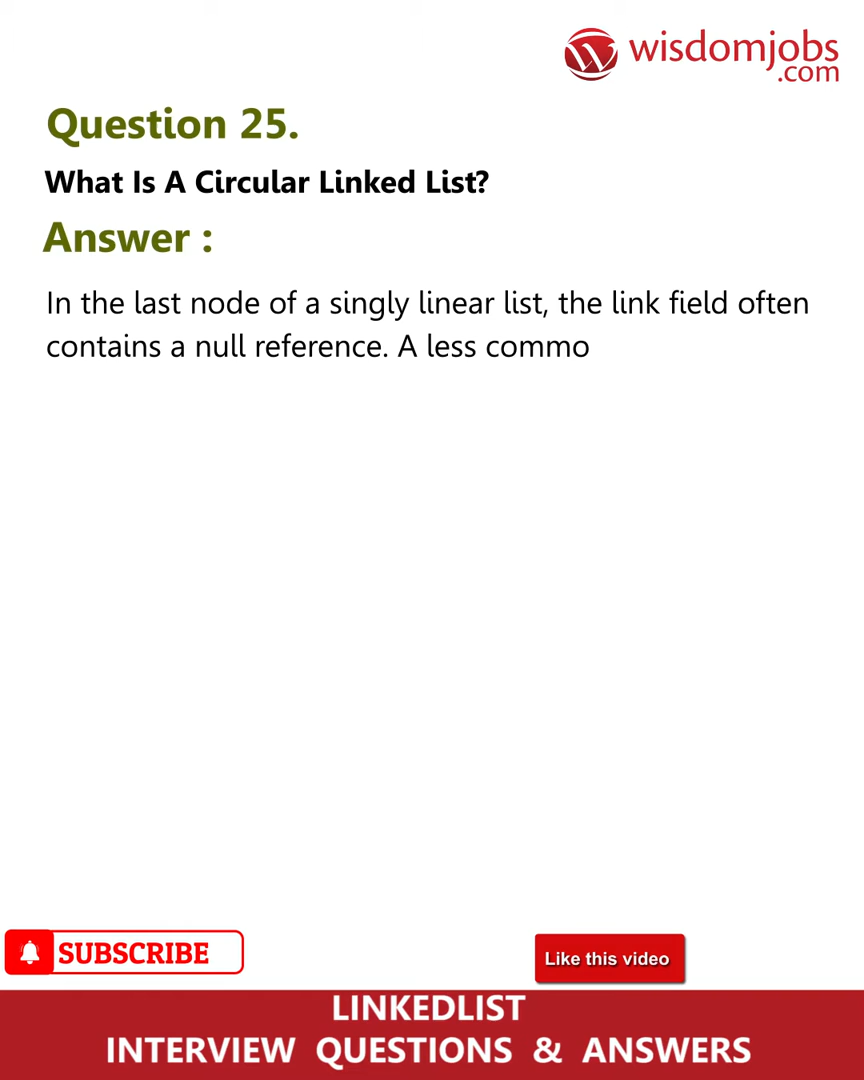 wisdomjobs
.com
Question 25.
What Is A Circular Linked List?
Answer :
In the last node of a singly linear list, the link field often
contains a null reference. A less commo
SUBSCRIBE
Like this video
LINKEDLIST
INTERVIEW QUESTIONS & ANSWERS